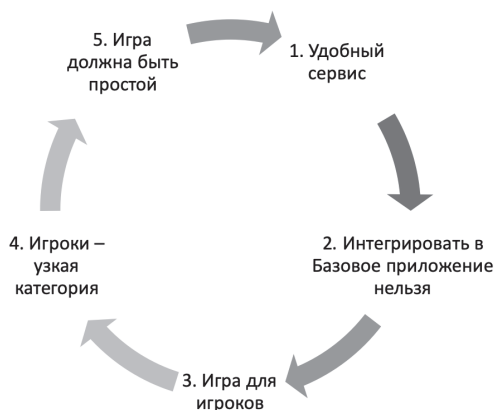 1. Удобный
сервис
2. Интегрировать в
Базовое приложение
нельзя
3. Игра для
игроков
4. Игроки –
узкая
категория
5. Игра
должна быть
простой